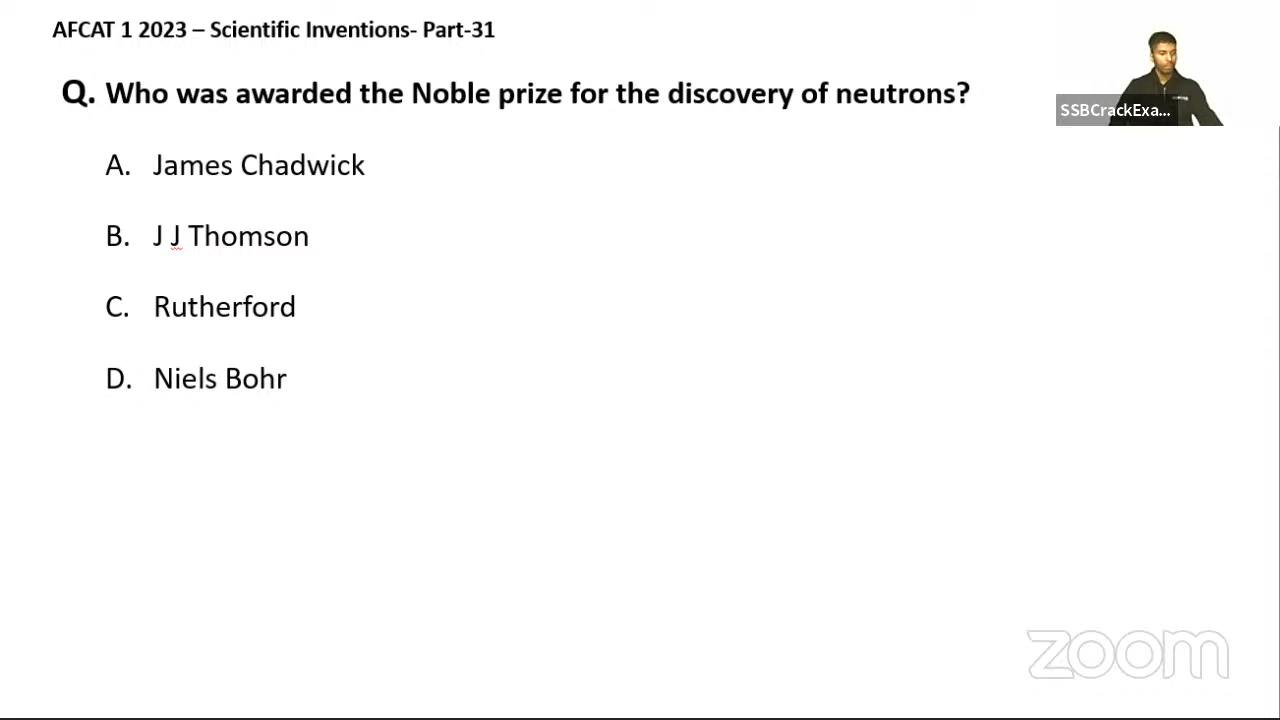 AFCAT 1 2023 – Scientific Inventions- Part-31
Q. Who was awarded the Noble prize for the discovery of neutrons?
SSBCrackExa...
A. James Chadwick
B. J J Thomson
C. Rutherford
D. Niels Bohr
zoom